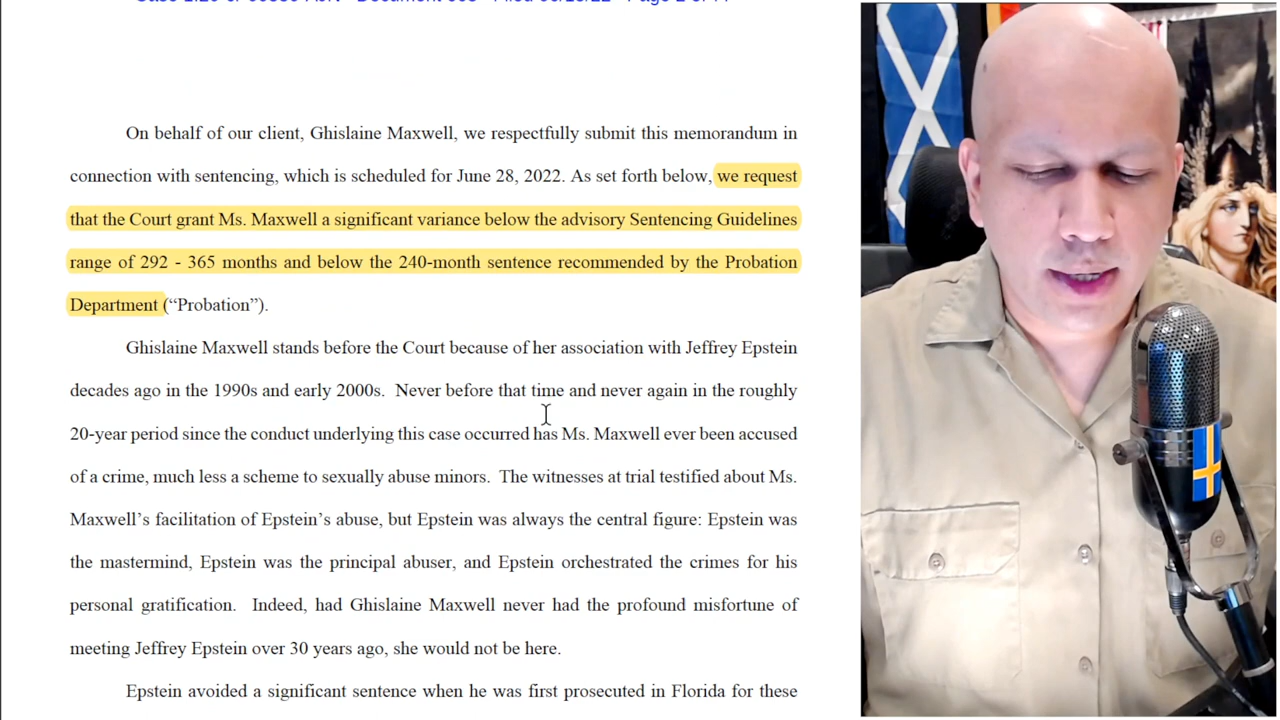 On behalf of our client, Ghislaine Maxwell, we respectfully submit this memorandum in
connection with sentencing, which is scheduled for June 28, 2022. As set forth below, we request
that the Court grant Ms. Maxwell a significant variance below the advisory Sentencing Guidelines
range of 292 - 365 months and below the 240-month sentence recommended by the Probation
Department (“Probation”).
Ghislaine Maxwell stands before the Court because of her association with Jeffrey Epstein
decades ago in the 1990s and early 2000s. Never before that time and never again in the roughly
20-year period since the conduct underlying this case occurred has Ms. Maxwell ever been accused
of a crime, much less a scheme to sexually abuse minors. The witnesses at trial testified about Ms.
Maxwell’s facilitation of Epstein’s abuse, but Epstein was always the central figure: Epstein was
the mastermind, Epstein was the principal abuser, and Epstein orchestrated the crimes for his
personal gratification. Indeed, had Ghislaine Maxwell never had the profound misfortune of
meeting Jeffrey Epstein over 30 years ago, she would not be here.
Epstein avoided a significant sentence when he was first prosecuted in Florida for these